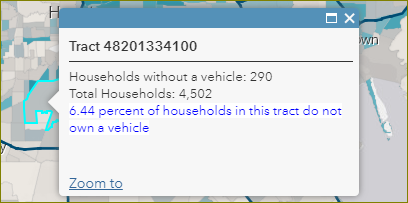 Tract 48201334100
Households without a vehicle: 290
Total Households: 4,502
6.44 percent of households in this tract do not
own a vehicle
Zoom to